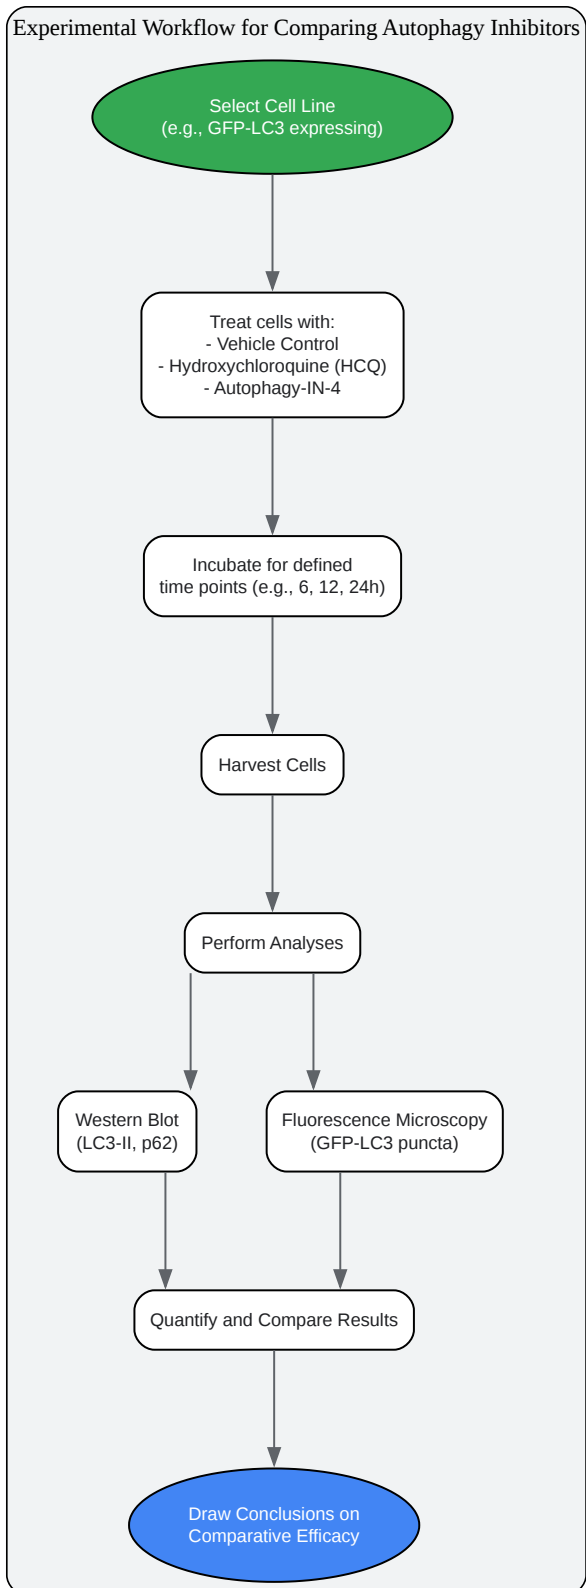 Experimental Workflow for Comparing Autophagy Inhibitors
Select Cell Line
(e.g., GFP-LC3 expressing)
Treat cells with:
- Vehicle Control
- Hydroxychloroquine (HCQ)
- Autophagy-IN-4
Incubate for defined
time points (e.g., 6, 12, 24h)
Harvest Cells
Perform Analyses
Western Blot
(LC3-II, p62)
Fluorescence Microscopy
(GFP-LC3 puncta)
Quantify and Compare Results
Draw Conclusions on
Comparative Efficacy